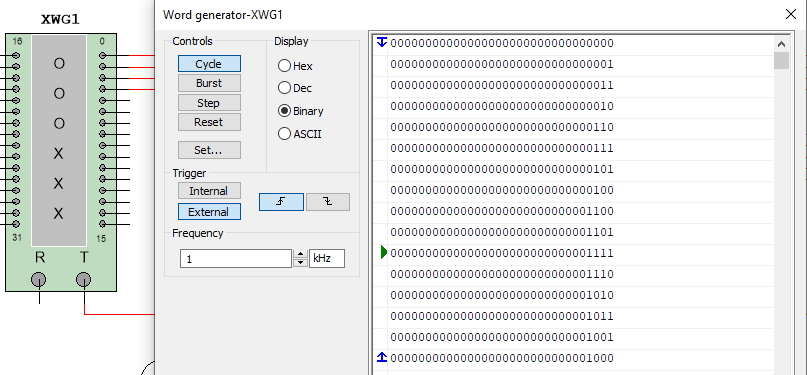 XWG1
16 0
O
O
O
X
X
X
31 15
R T
Word generator-XWG1
Controls
Cycle
Burst
Step
Reset
Set...
Display
Hex
Dec
Binary
ASCII
Trigger
Internal
External
Frequency
1 kHz
00000000000000000000000000000000
00000000000000000000000000000001
00000000000000000000000000000011
00000000000000000000000000000010
00000000000000000000000000000110
00000000000000000000000000000111
00000000000000000000000000000101
00000000000000000000000000000100
00000000000000000000000000001100
00000000000000000000000000001101
00000000000000000000000000001111
00000000000000000000000000001110
00000000000000000000000000001010
00000000000000000000000000001011
00000000000000000000000000001001
00000000000000000000000000001000